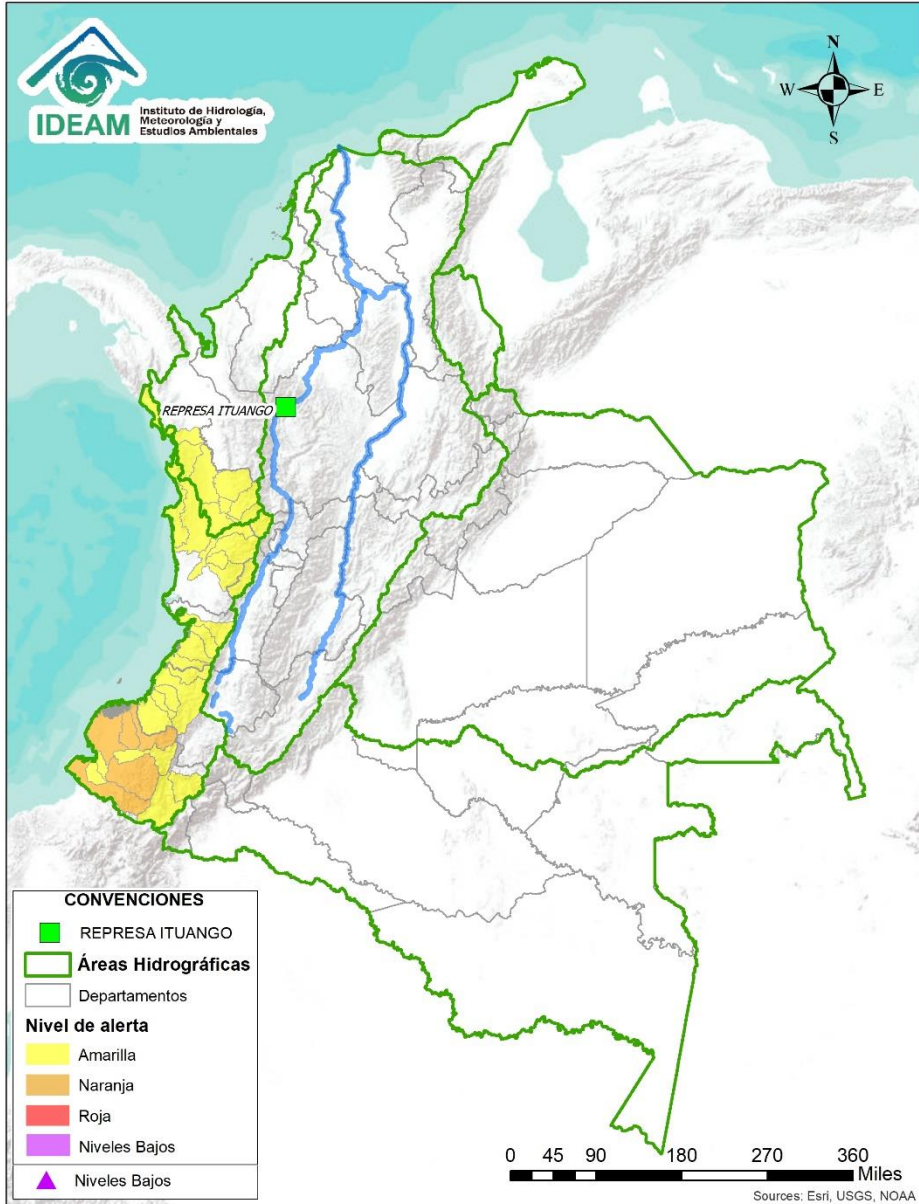 IDEAM
Instituto de Hidrología,
Meteorología y
Estudios Ambientales
N
W
E
S
REPRESA ITUANGO
CONVENCIONES
REPRESA ITUANGO
Áreas Hidrográficas
Departamentos
Nivel de alerta
Amarilla
Naranja
Roja
Niveles Bajos
Niveles Bajos
0 45 90 180 270 360
Miles
Sources: Esri, USGS, NOAA